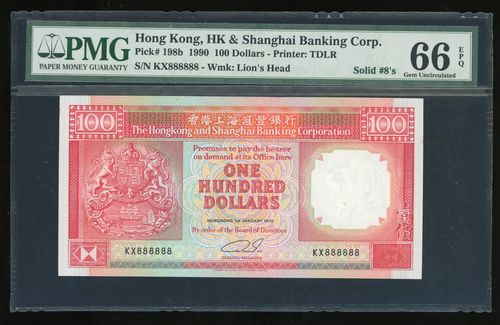 PMG
PAPER MONEY GUARANTY
Hong Kong, HK & Shanghai Banking Corp.
Pick# 198b 1990 100 Dollars - Printer: TDLR
S/N KX888888 - Wmk: Lion's Head
Solid #8's
66 EPQ
Gem Uncirculated
100
香港上海滙豐銀行
100
The Hongkong and Shanghai Banking Corporation
Promises to pay the bearer
on demand at its Office here
ONE
HUNDRED
DOLLARS
HONGKONG 1ST JANUARY 1990
By order of the Board of Directors
KX888888
KX888888
GENERAL MANAGER